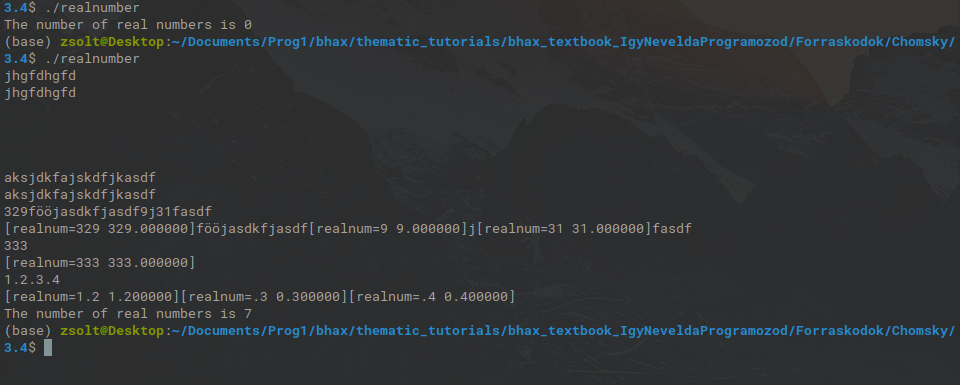 3.4$ ./realnumber
The number of real numbers is 0
(base) zsolt@Desktop:~/Documents/Prog1/bhax/thematic_tutorials/bhax_textbook_IgyNeveldaProgramozod/Forraskodok/Chomsky/
3.4$ ./realnumber
jhgfdhgfd
jhgfdhgfd
aksjdkfajskdfjkasdf
aksjdkfajskdfjkasdf
329fööjasdkfjasdf9j31fasdf
[realnum=329 329.000000]fööjasdkfjasdf[realnum=9 9.000000]j[realnum=31 31.000000]fasdf
333
[realnum=333 333.000000]
1.2.3.4
[realnum=1.2 1.200000][realnum=.3 0.300000][realnum=.4 0.400000]
The number of real numbers is 7
(base) zsolt@Desktop:~/Documents/Prog1/bhax/thematic_tutorials/bhax_textbook_IgyNeveldaProgramozod/Forraskodok/Chomsky/
3.4$